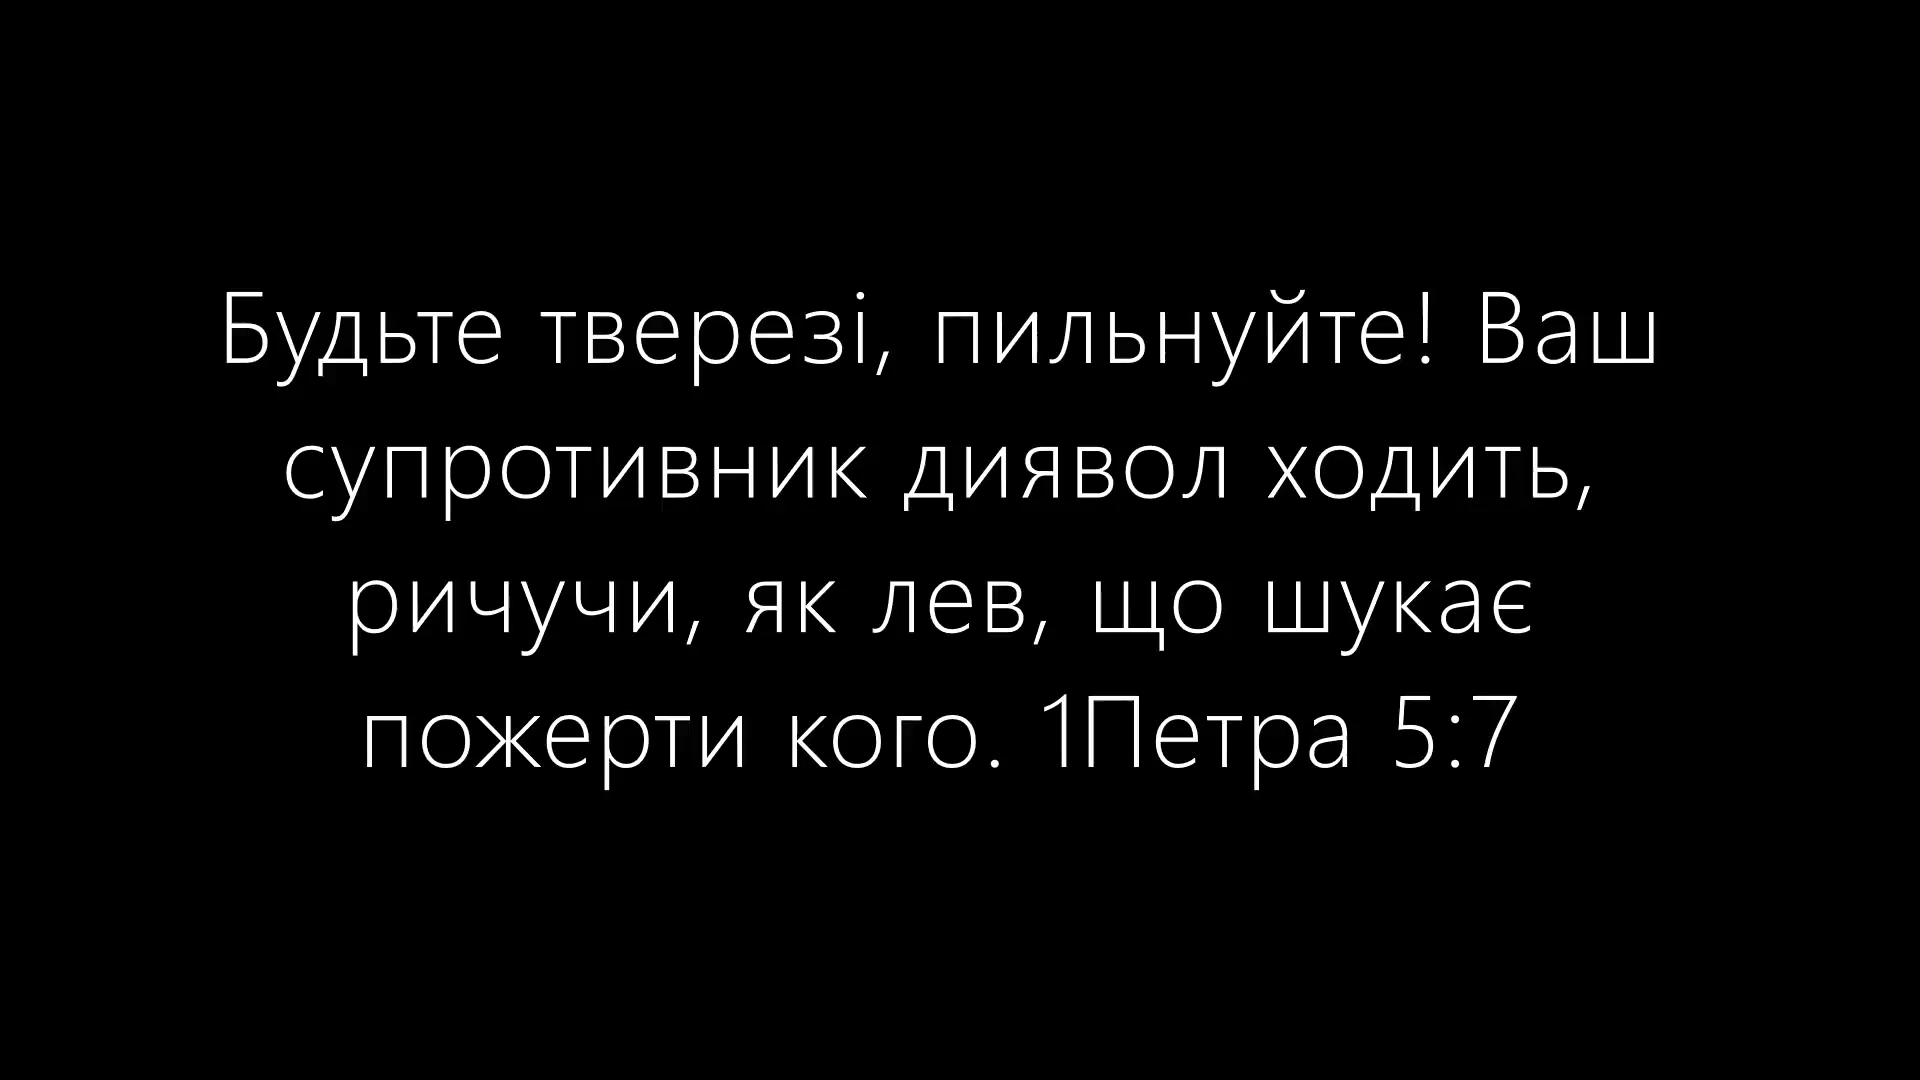 Будьте тверезі, пильнуйте! Ваш
супротивник диявол ходить,
ричучи, як лев, що шукає
пожерти кого. 1Петра 5:7